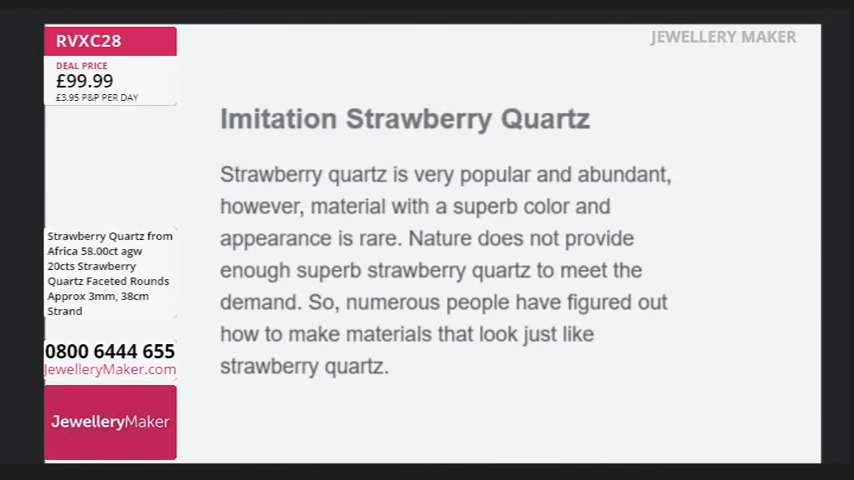 RVXC28
DEAL PRICE
£99.99
£3.95 P&P PER DAY
JEWELLERY MAKER
Imitation Strawberry Quartz
Strawberry quartz is very popular and abundant,
however, material with a superb color and
appearance is rare. Nature does not provide
enough superb strawberry quartz to meet the
demand. So, numerous people have figured out
how to make materials that look just like
strawberry quartz.
Strawberry Quartz from
Africa 58.00ct agw
20cts Strawberry
Quartz Faceted Rounds
Approx 3mm, 38cm
Strand
0800 6444 655
JewelleryMaker.com
JewelleryMaker